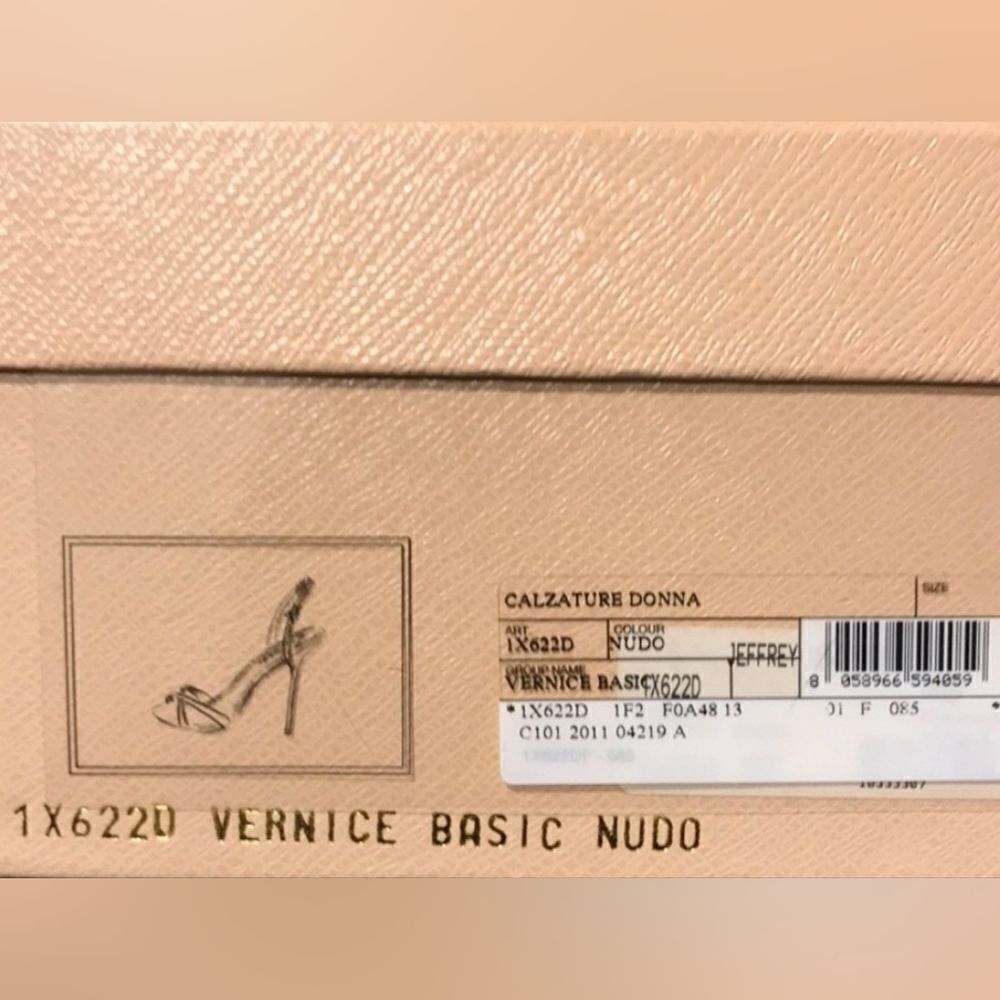 CALZATURE DONNA
SIZE
ART
COLOUR
1X622D
NUDO
JEFFREY
GROUP NAME
VERNICE BASIC
1X622D
8 058966 594059
*1X622D 1F2 F0A48 13 01 F 085 *
C101 2011 04219 A
1X622D VERNICE BASIC NUDO